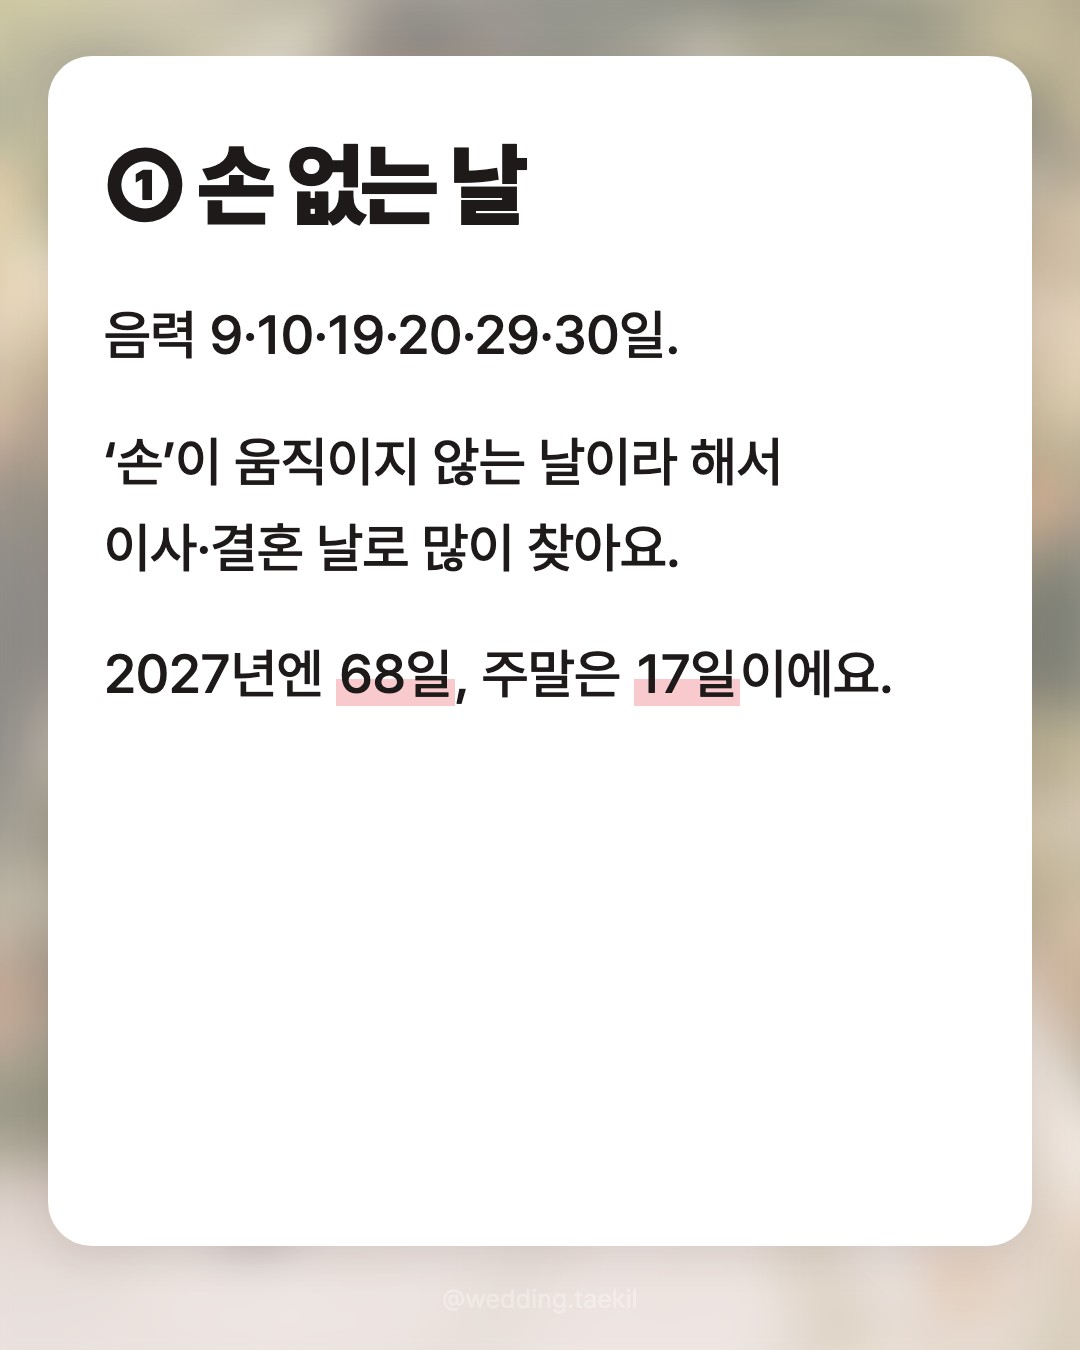 ① 손 없는 날
음력 9·10·19·20·29·30일.
‘손’이 움직이지 않는 날이라 해서
이사·결혼 날로 많이 찾아요.
2027년엔 68일, 주말은 17일이에요.
@wedding.taekil